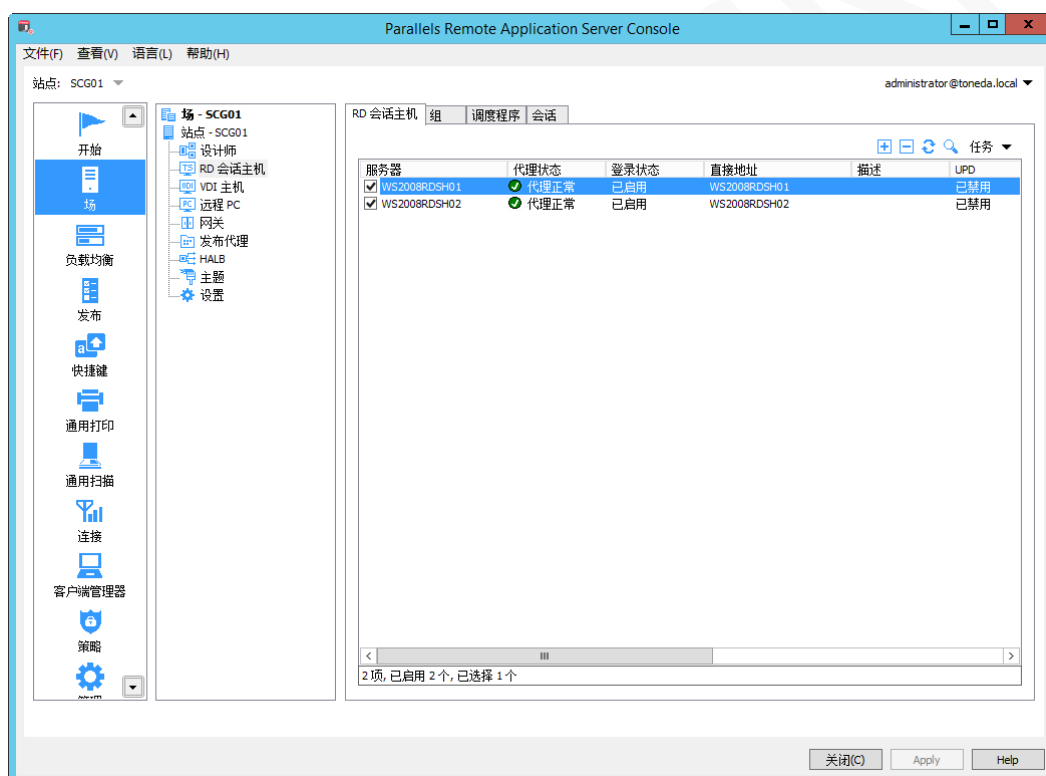 Parallels Remote Application Server Console
文件(F) 查看(V) 语言(L) 帮助(H)
站点: SCG01
administrator@toneda.local
开始
场
负载均衡
发布
a
快捷键
通用打印
通用扫描
连接
客户端管理器
策略
场 - SCG01
站点 - SCG01
设计师
TS RD 会话主机
VDI VDI 主机
PC 远程 PC
网关
发布代理
HALB
主题
设置
RD 会话主机 组 调度程序 会话
任务
服务器 代理状态 登录状态 直接地址 描述 UPD
WS2008RDSH01 代理正常 已启用 WS2008RDSH01 已禁用
WS2008RDSH02 代理正常 已启用 WS2008RDSH02 已禁用
2 项, 已启用 2 个, 已选择 1 个
关闭(C) Apply Help